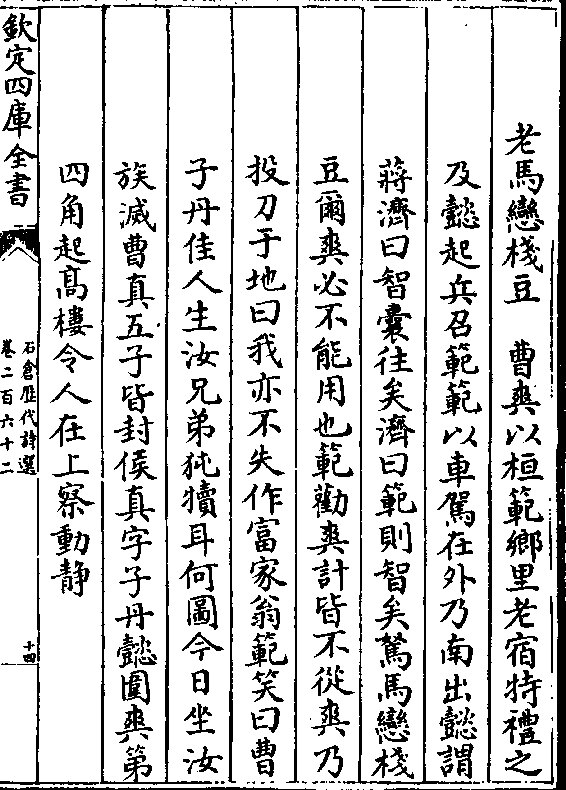 老馬戀棧豆　曹爽以桓範鄉里老宿特禮之
及懿起兵召範範以車駕在外乃南出懿謂
蔣濟曰智囊往矣濟曰範則智矣駑馬戀棧
豆爾爽必不能用也範勸爽計皆不從爽乃
投刀于地曰我亦不失作富家翁範笑曰曹
子丹佳人生汝兄弟㹠犢耳何圖今日坐汝
族滅曹真五子皆封侯真字子丹懿圍爽第
四角起髙樓令人在上察動静
欽定四庫全書
石倉歴代詩選
卷二百六十二
十四